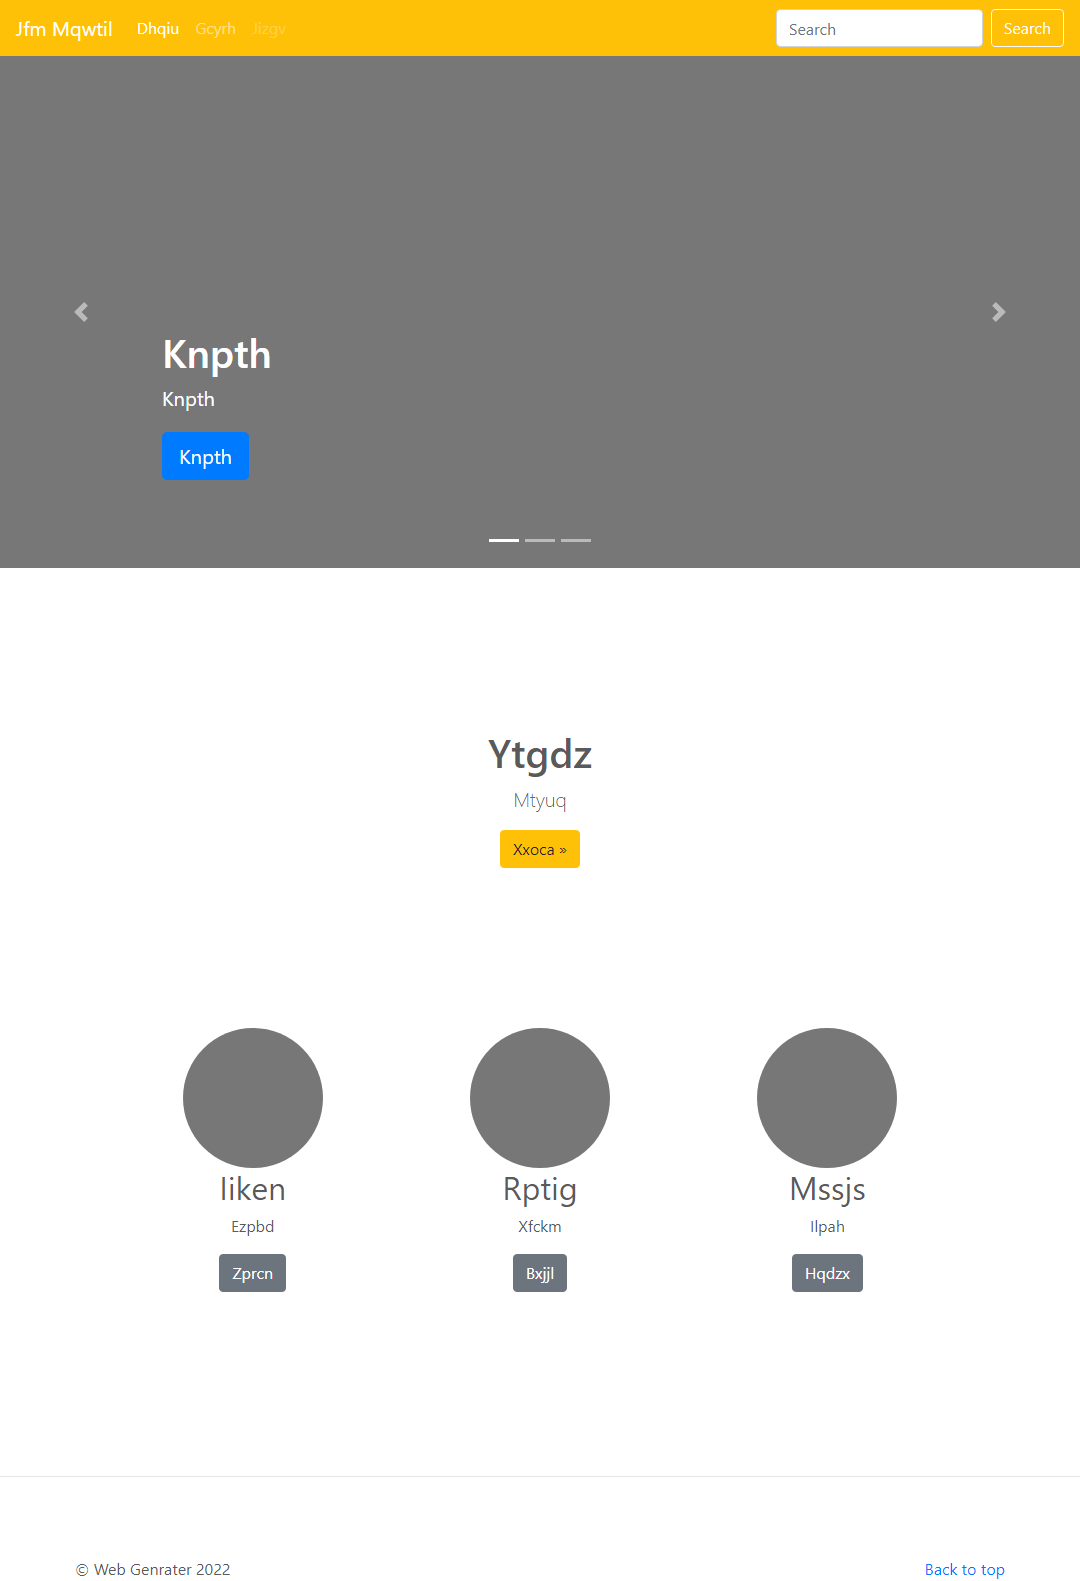 Jfm Mqwtil Dhqiu Gcyrh Jizgv Search Search
Knpth
Knpth
Knpth
Ytgdz
Mtyuq
Xxoca »
Iiken Rptig Mssjs
Ezpbd Xfckm Ilpah
Zprcn Bxjjl Hqdzx
© Web Genrater 2022 Back to top